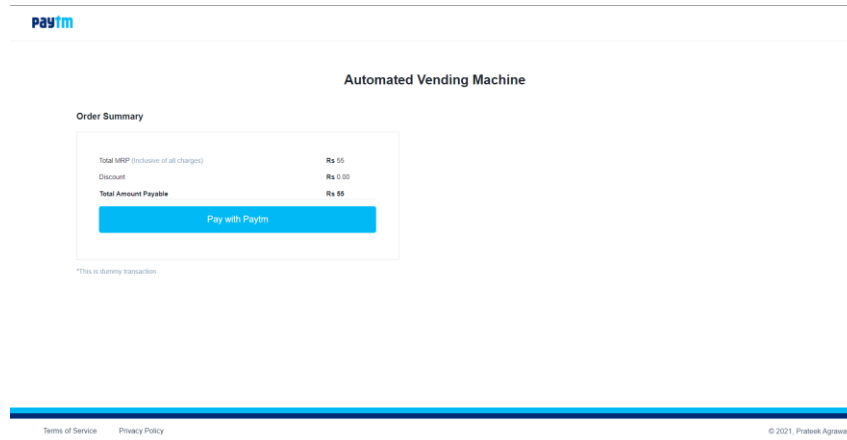 paytm
Automated Vending Machine
Order Summary
Total MRP (Inclusive of all charges) Rs 55
Discount Rs 0.00
Total Amount Payable Rs 55
Pay with Paytm
*This is dummy transaction
Terms of Service Privacy Policy © 2021, Prateek Agrawa